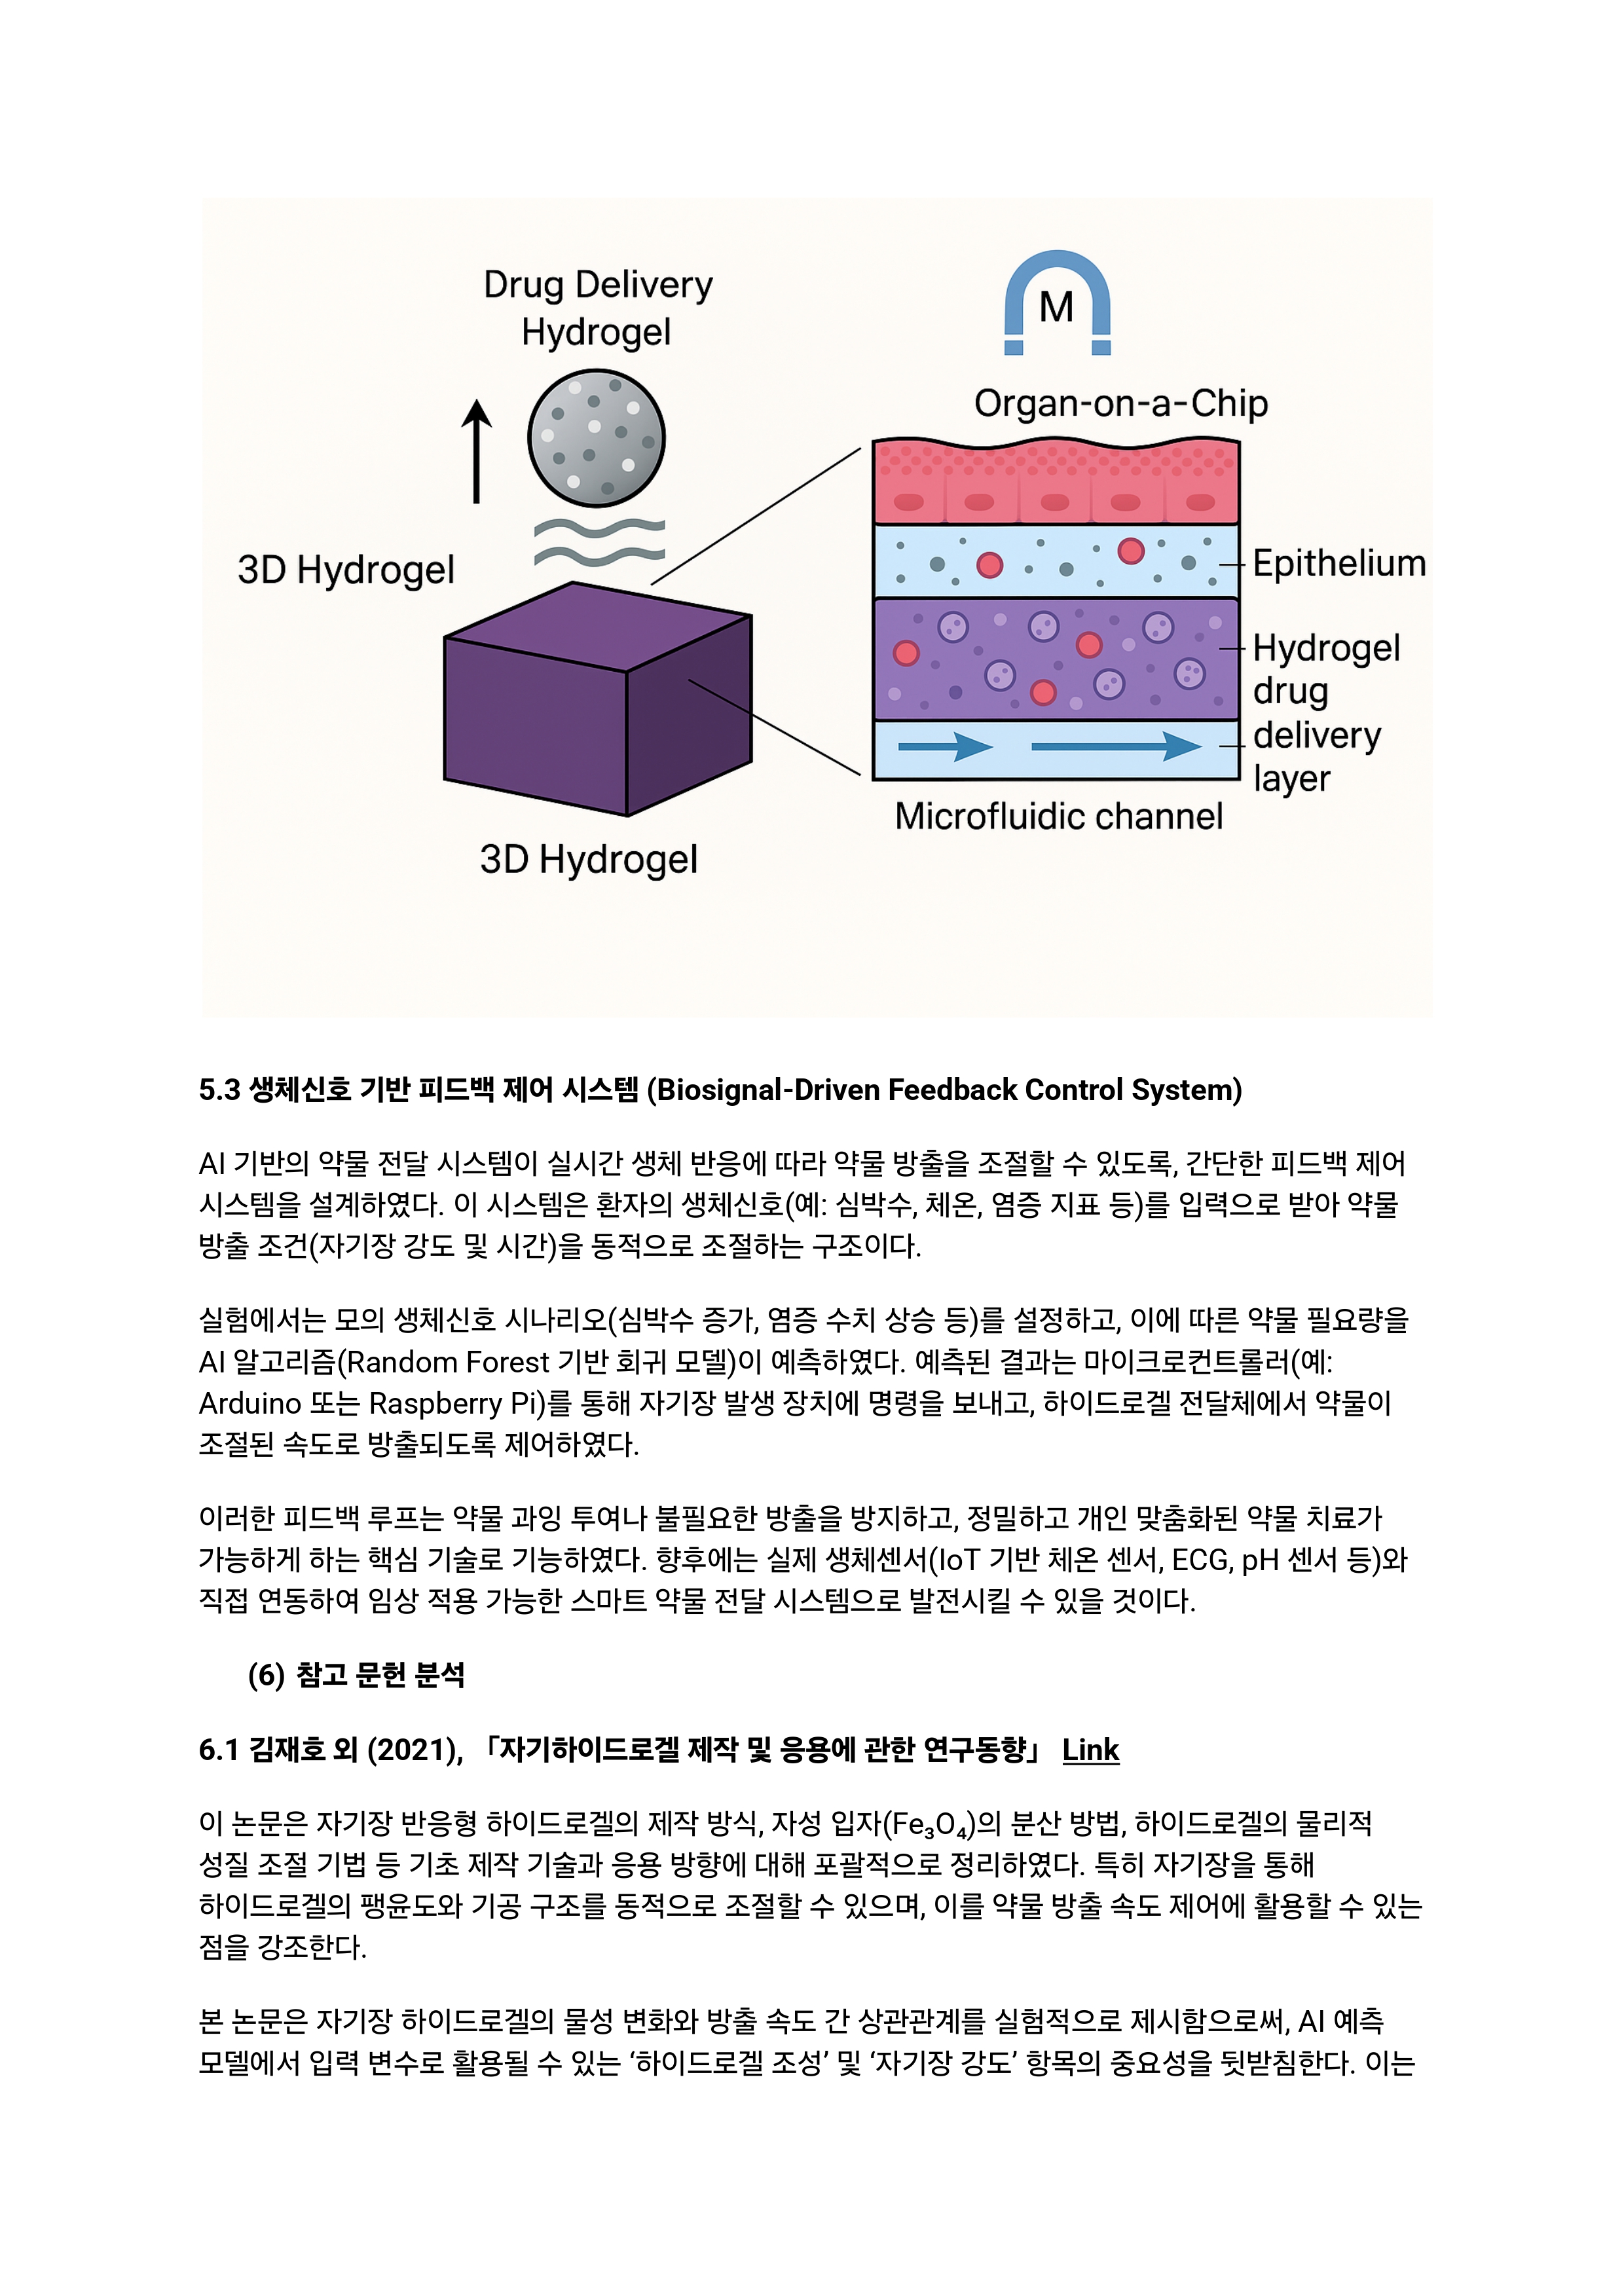 Drug Delivery
Hydrogel
M
Organ-on-a-Chip
3D Hydrogel
Epithelium
Hydrogel
drug
delivery
layer
Microfluidic channel
3D Hydrogel
5.3 생체신호 기반 피드백 제어 시스템 (Biosignal-Driven Feedback Control System)
AI 기반의 약물 전달 시스템이 실시간 생체 반응에 따라 약물 방출을 조절할 수 있도록, 간단한 피드백 제어
시스템을 설계하였다. 이 시스템은 환자의 생체신호(예: 심박수, 체온, 염증 지표 등)를 입력으로 받아 약물
방출 조건(자기장 강도 및 시간)을 동적으로 조절하는 구조이다.
실험에서는 모의 생체신호 시나리오(심박수 증가, 염증 수치 상승 등)를 설정하고, 이에 따른 약물 필요량을
AI 알고리즘(Random Forest 기반 회귀 모델)이 예측하였다. 예측된 결과는 마이크로컨트롤러(예:
Arduino 또는 Raspberry Pi)를 통해 자기장 발생 장치에 명령을 보내고, 하이드로겔 전달체에서 약물이
조절된 속도로 방출되도록 제어하였다.
이러한 피드백 루프는 약물 과잉 투여나 불필요한 방출을 방지하고, 정밀하고 개인 맞춤화된 약물 치료가
가능하게 하는 핵심 기술로 기능하였다. 향후에는 실제 생체센서(IoT 기반 체온 센서, ECG, pH 센서 등)와
직접 연동하여 임상 적용 가능한 스마트 약물 전달 시스템으로 발전시킬 수 있을 것이다.
(6) 참고 문헌 분석
6.1 김재호 외 (2021), 「자기하이드로겔 제작 및 응용에 관한 연구동향」 Link
이 논문은 자기장 반응형 하이드로겔의 제작 방식, 자성 입자(Fe₃O₄)의 분산 방법, 하이드로겔의 물리적
성질 조절 기법 등 기초 제작 기술과 응용 방향에 대해 포괄적으로 정리하였다. 특히 자기장을 통해
하이드로겔의 팽윤도와 기공 구조를 동적으로 조절할 수 있으며, 이를 약물 방출 속도 제어에 활용할 수 있는
점을 강조한다.
본 논문은 자기장 하이드로겔의 물성 변화와 방출 속도 간 상관관계를 실험적으로 제시함으로써, AI 예측
모델에서 입력 변수로 활용될 수 있는 ‘하이드로겔 조성’ 및 ‘자기장 강도’ 항목의 중요성을 뒷받침한다. 이는